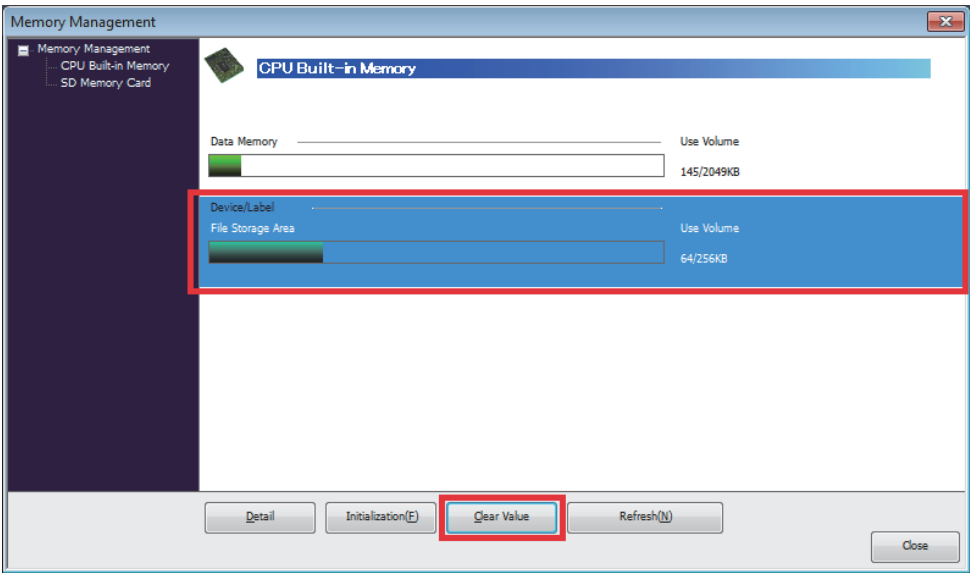 Memory Management
Memory Management
CPU Built-in Memory
SD Memory Card
CPU Built-in Memory
Data Memory
Use Volume
145/2049KB
Device/Label
File Storage Area
Use Volume
64/256KB
Detail
Initialization(F)
Clear Value
Refresh(N)
Close